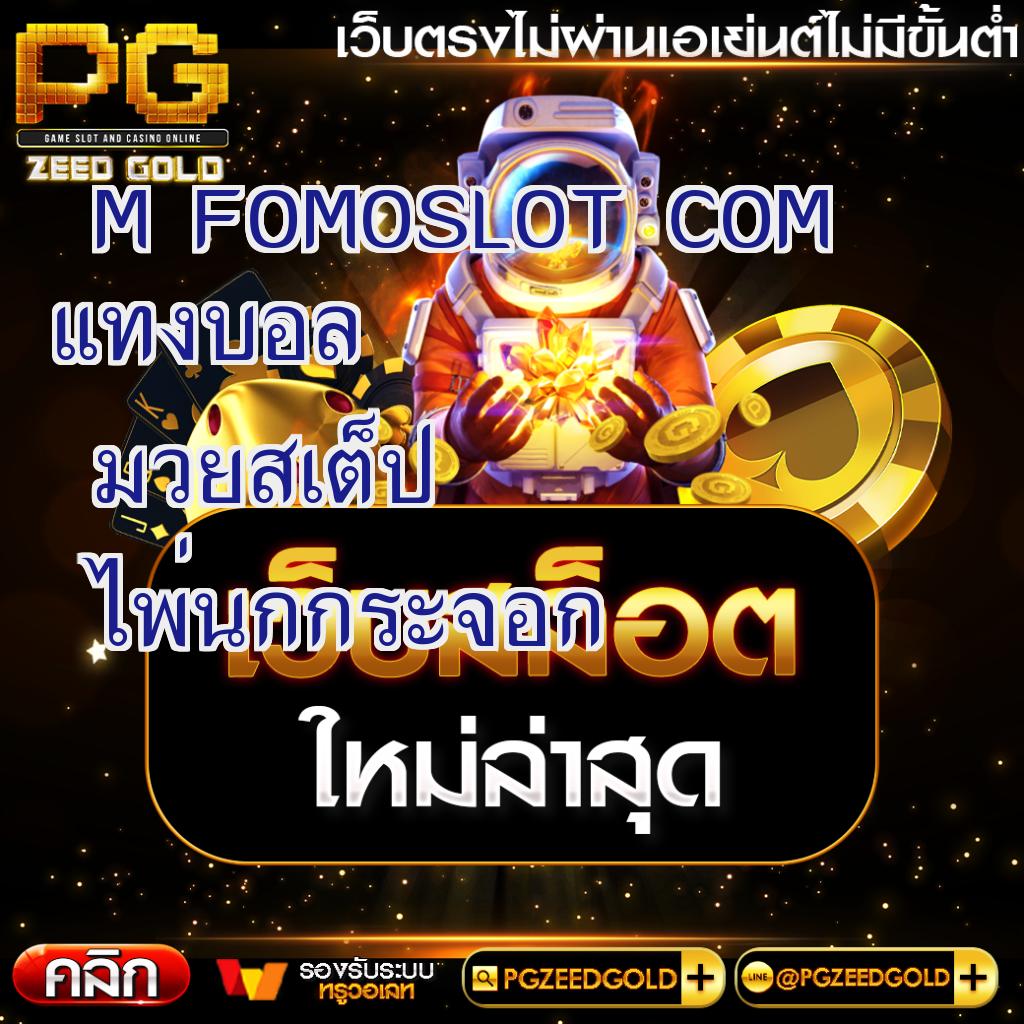 เว็บตรงไม่ผ่านเอเย่นต์ไม่มีขั้นต่ำ
PG
GAME SLOT AND CASINO ONLINE
ZEED GOLD
M FOMOSLOT COM
แทงบอล
มวยสเต็ป
ไพ่นกกระจอก
เว็บสล็อต
ใหม่ล่าสุด
คลิก
รองรับระบบ
ทรูวอเลท
PGZEEDGOLD +
LINE @PGZEEDGOLD +
K
J